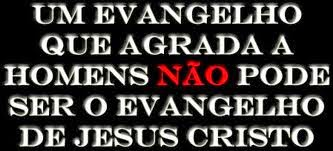 UM EVANGELHO
QUE AGRADA A
HOMENS NÃO PODE
SER O EVANGELHO
DE JESUS CRISTO